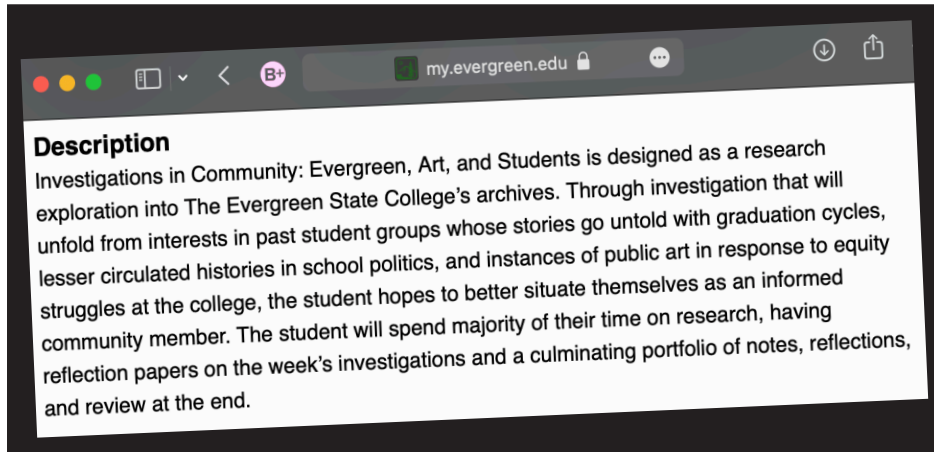 B+
my.evergreen.edu
Description
Investigations in Community: Evergreen, Art, and Students is designed as a research
exploration into The Evergreen State College's archives. Through investigation that will
unfold from interests in past student groups whose stories go untold with graduation cycles,
lesser circulated histories in school politics, and instances of public art in response to equity
struggles at the college, the student hopes to better situate themselves as an informed
community member. The student will spend majority of their time on research, having
reflection papers on the week's investigations and a culminating portfolio of notes, reflections,
and review at the end.